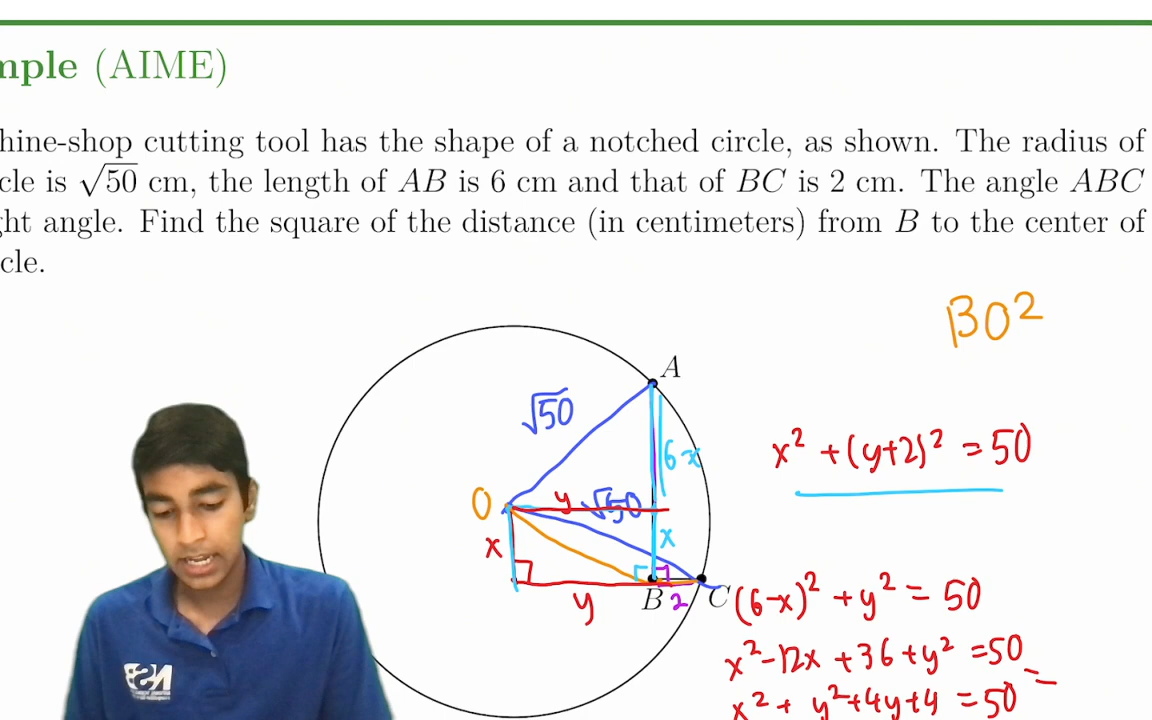 mple (AIME)
hine-shop cutting tool has the shape of a notched circle, as shown. The radius of
cle is √50 cm, the length of AB is 6 cm and that of BC is 2 cm. The angle ABC
ht angle. Find the square of the distance (in centimeters) from B to the center of
cle.
BO²
A
√50
x² + (y+2)² = 50
6-x
O
y
√50
x
x
B
2
C
y
(6-x)² + y² = 50
x² - 12x + 36 + y² = 50
x² + y² + 4y + 4 = 50
=